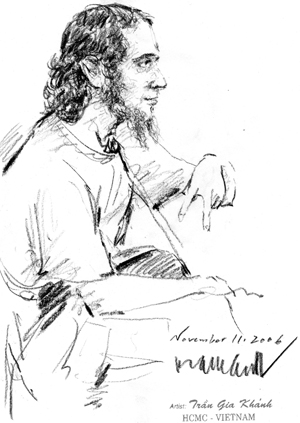 November 11. 2006
Artist: Trần Gia Khánh
HCMC - VIETNAM